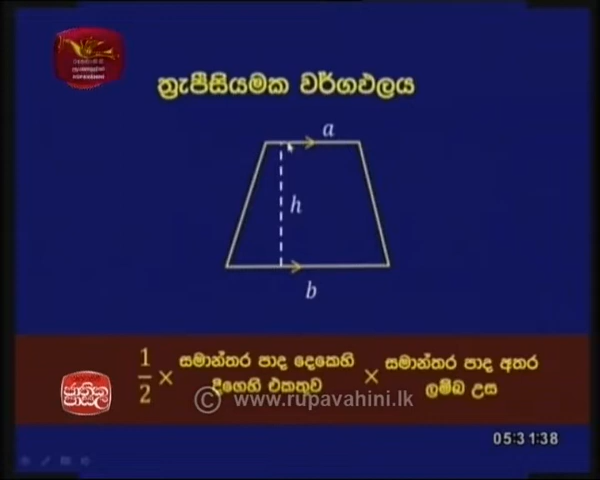 ත්‍රැපීසියමක වර්ගඵලය
a
h
b
1/2 × සමාන්තර පාද දෙකෙහි දිගෙහි එකතුව × සමාන්තර පාද අතර ලම්බ උස
ජාතික
පාසල
© www.rupavahini.lk
05:31:38